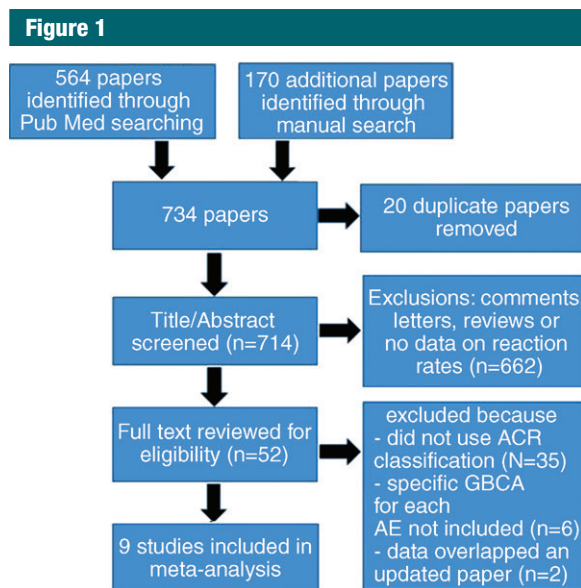 Figure 1
564 papers
identified through
Pub Med searching
170 additional papers
identified through
manual search
734 papers
20 duplicate papers
removed
Title/Abstract
screened (n=714)
Exclusions: comments
letters, reviews or
no data on reaction
rates (n=662)
Full text reviewed for
eligibility (n=52)
excluded because
- did not use ACR
classification (N=35)
- specific GBCA
for each
AE not included (n=6)
- data overlapped an
updated paper (n=2)
9 studies included in
meta-analysis